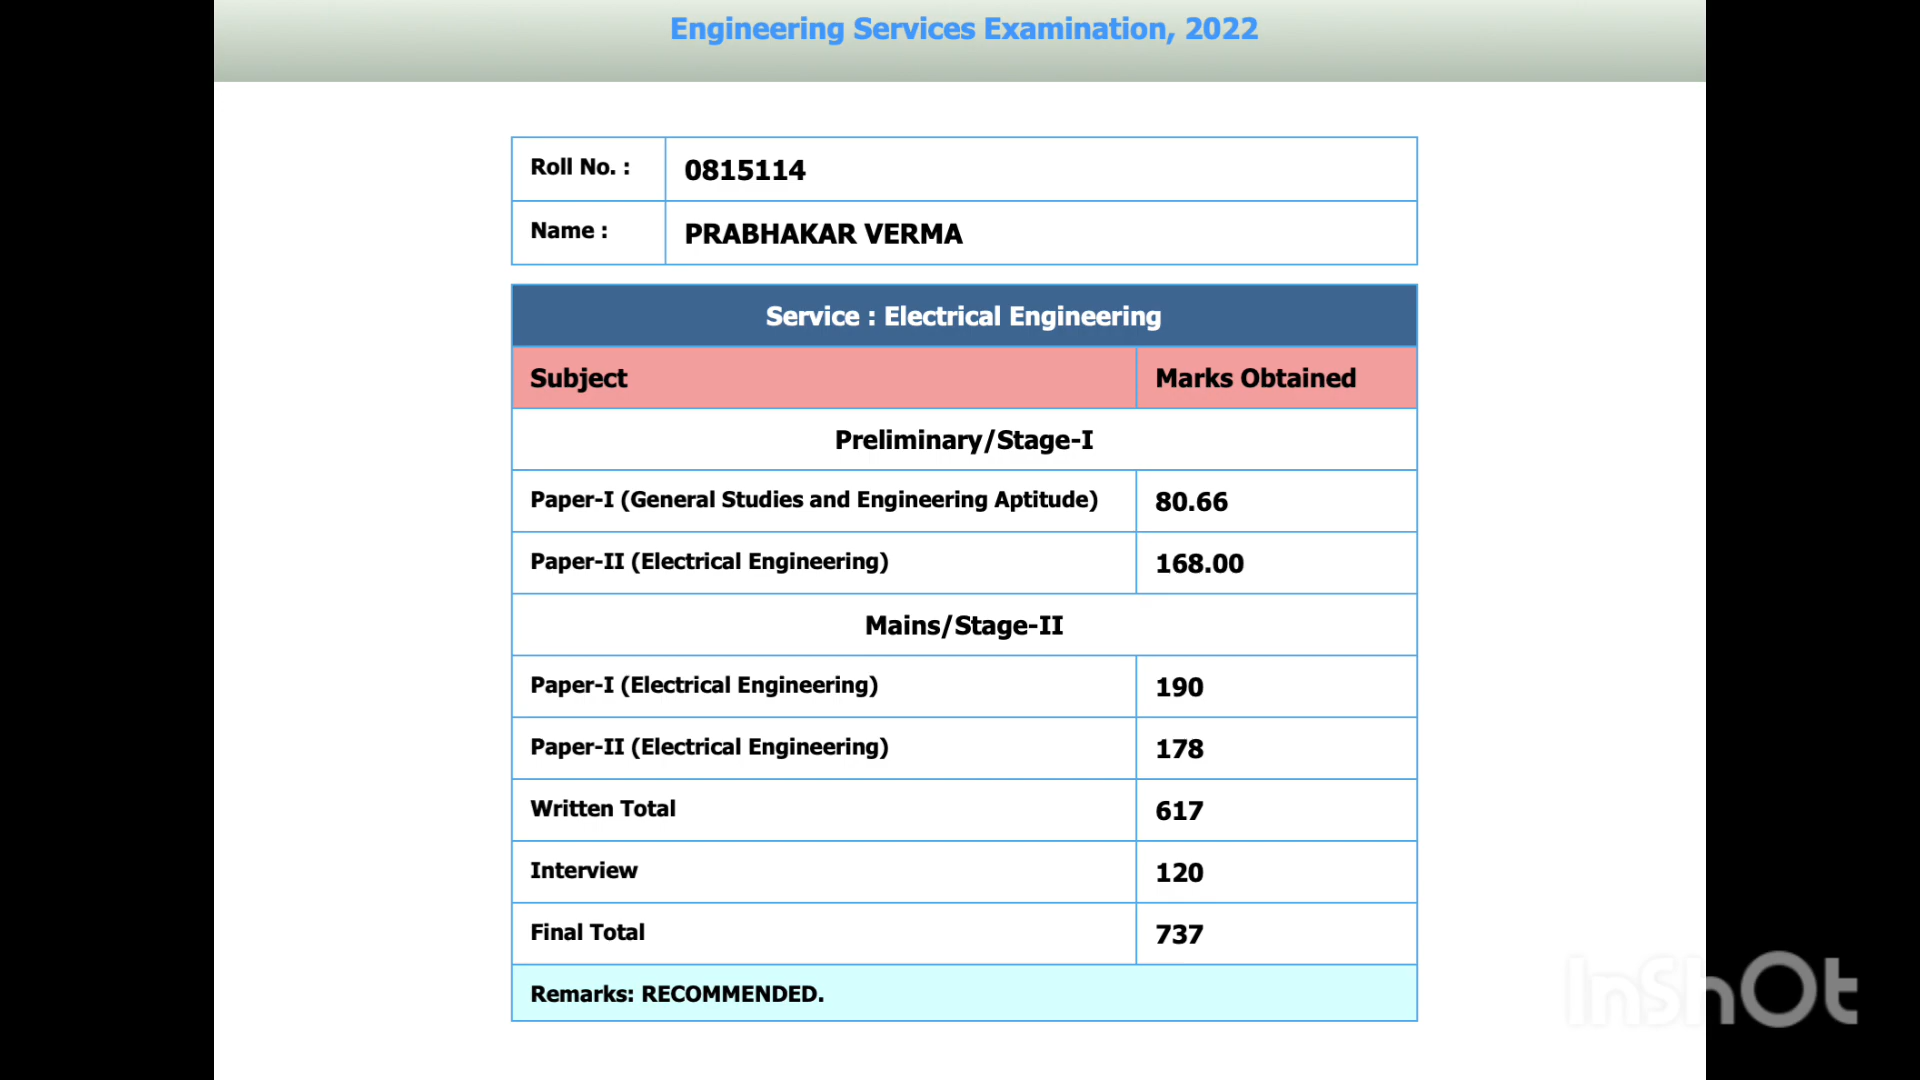 Engineering Services Examination, 2022
Roll No. : 0815114
Name : PRABHAKAR VERMA
Service : Electrical Engineering
Subject Marks Obtained
Preliminary/Stage-I
Paper-I (General Studies and Engineering Aptitude) 80.66
Paper-II (Electrical Engineering) 168.00
Mains/Stage-II
Paper-I (Electrical Engineering) 190
Paper-II (Electrical Engineering) 178
Written Total 617
Interview 120
Final Total 737
Remarks: RECOMMENDED.
InShOt